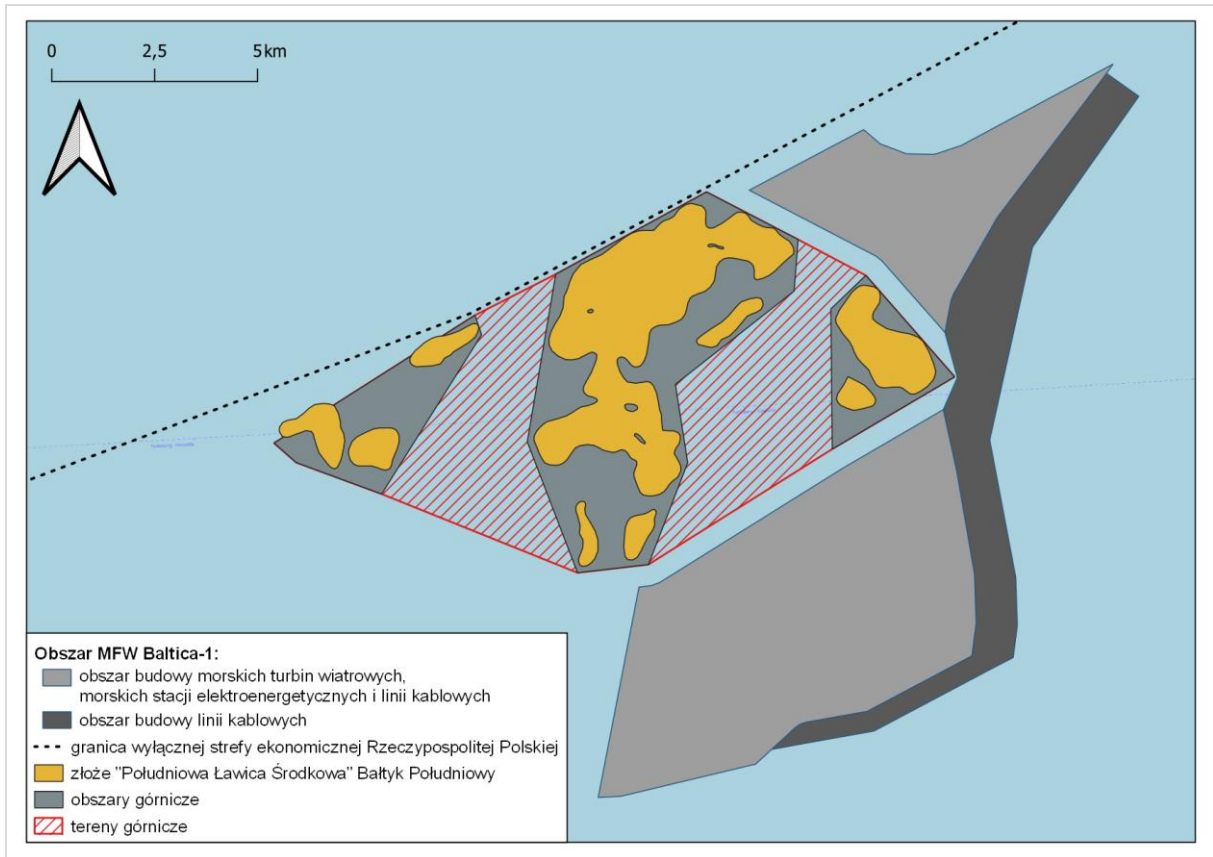 0 2,5 5km
Obszar MFW Baltica-1:
obszar budowy morskich turbin wiatrowych,
morskich stacji elektroenergetycznych i linii kablowych
obszar budowy linii kablowych
granica wyłącznej strefy ekonomicznej Rzeczypospolitej Polskiej
złoże "Południowa Ławica Środkowa" Bałtyk Południowy
obszary górnicze
tereny górnicze